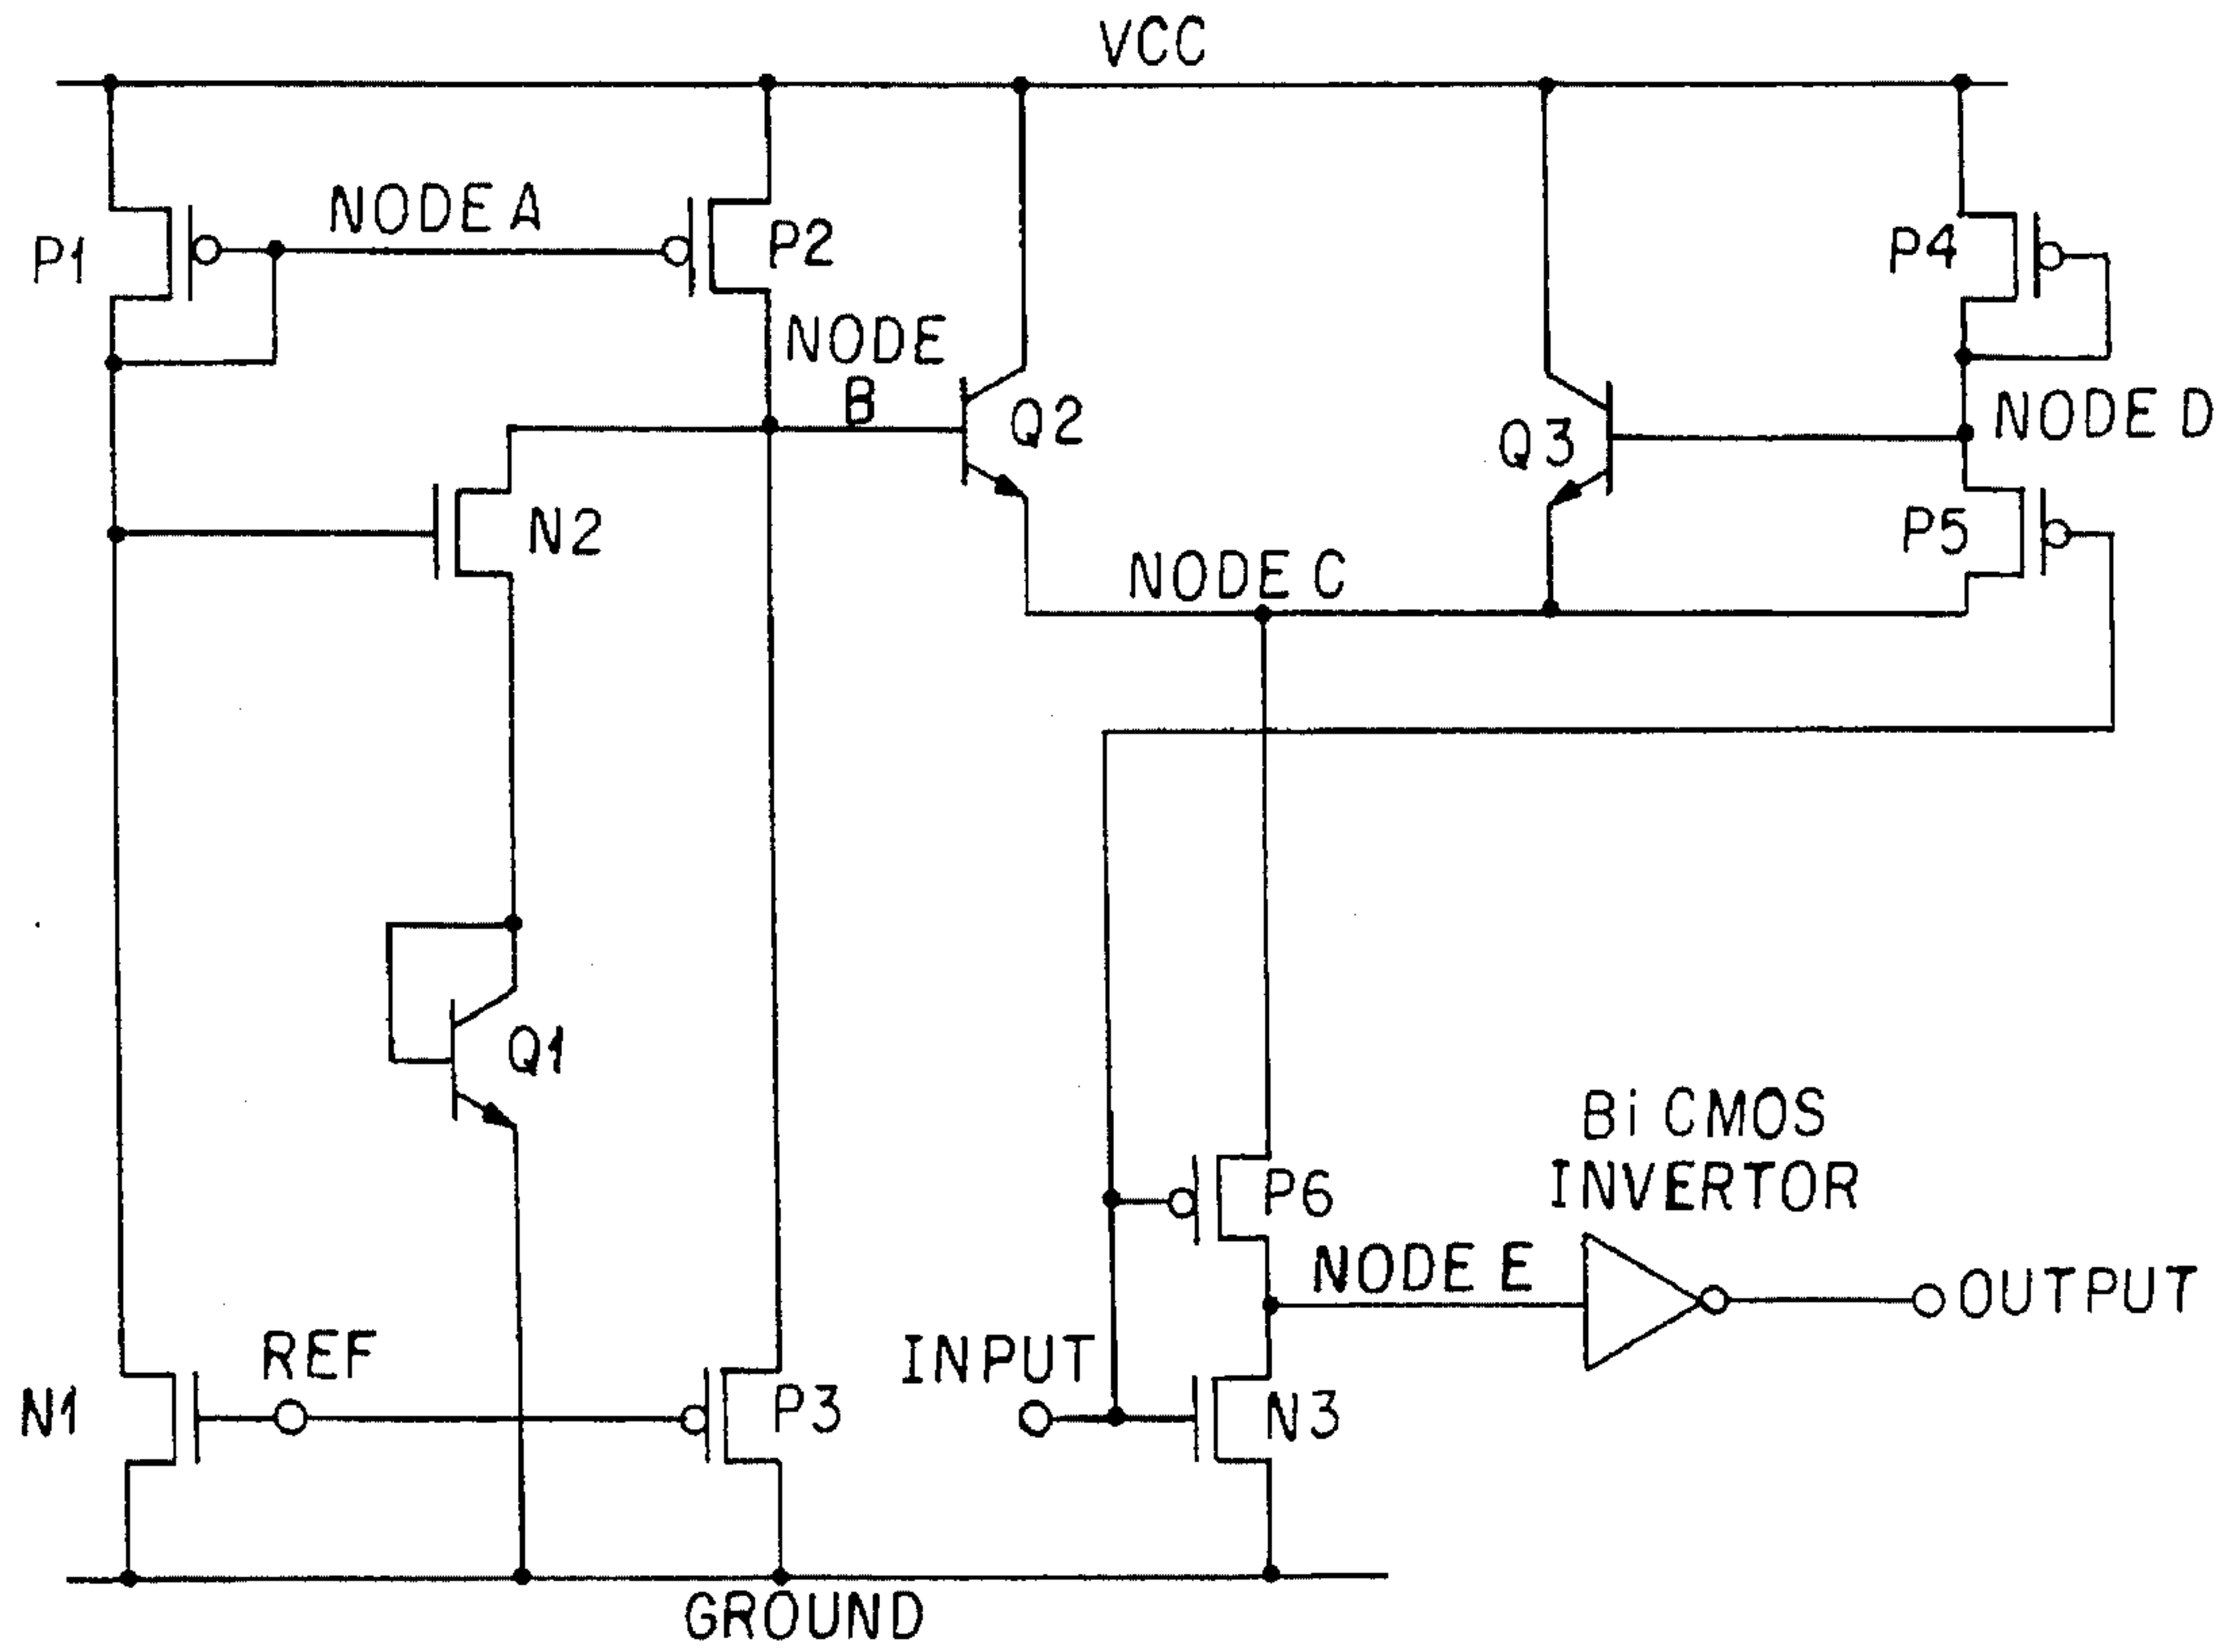 VCC
NODE A
P1
P2
P4
NODE
B
Q2
Q3
NODE D
N2
P5
NODE C
Q1
Bi CMOS
INVERTOR
P6
NODE E
OUTPUT
REF
INPUT
N1
P3
N3
GROUND